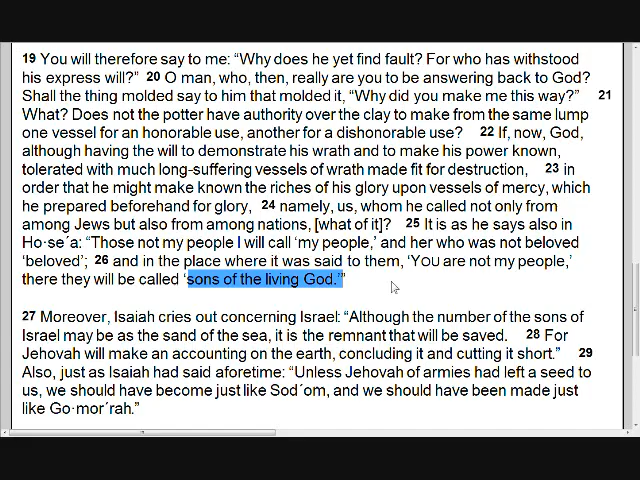 19 You will therefore say to me: “Why does he yet find fault? For who has withstood
his express will?” 20 O man, who, then, really are you to be answering back to God?
Shall the thing molded say to him that molded it, “Why did you make me this way?” 21
What? Does not the potter have authority over the clay to make from the same lump
one vessel for an honorable use, another for a dishonorable use? 22 If, now, God,
although having the will to demonstrate his wrath and to make his power known,
tolerated with much long-suffering vessels of wrath made fit for destruction, 23 in
order that he might make known the riches of his glory upon vessels of mercy, which
he prepared beforehand for glory, 24 namely, us, whom he called not only from
among Jews but also from among nations, [what of it]? 25 It is as he says also in
Ho·se´a: “Those not my people I will call ‘my people,’ and her who was not beloved
‘beloved’; 26 and in the place where it was said to them, ‘YOU are not my people,’
there they will be called ‘sons of the living God.’”
27 Moreover, Isaiah cries out concerning Israel: “Although the number of the sons of
Israel may be as the sand of the sea, it is the remnant that will be saved. 28 For
Jehovah will make an accounting on the earth, concluding it and cutting it short.” 29
Also, just as Isaiah had said aforetime: “Unless Jehovah of armies had left a seed to
us, we should have become just like Sod´om, and we should have been made just
like Go·mor´rah.”